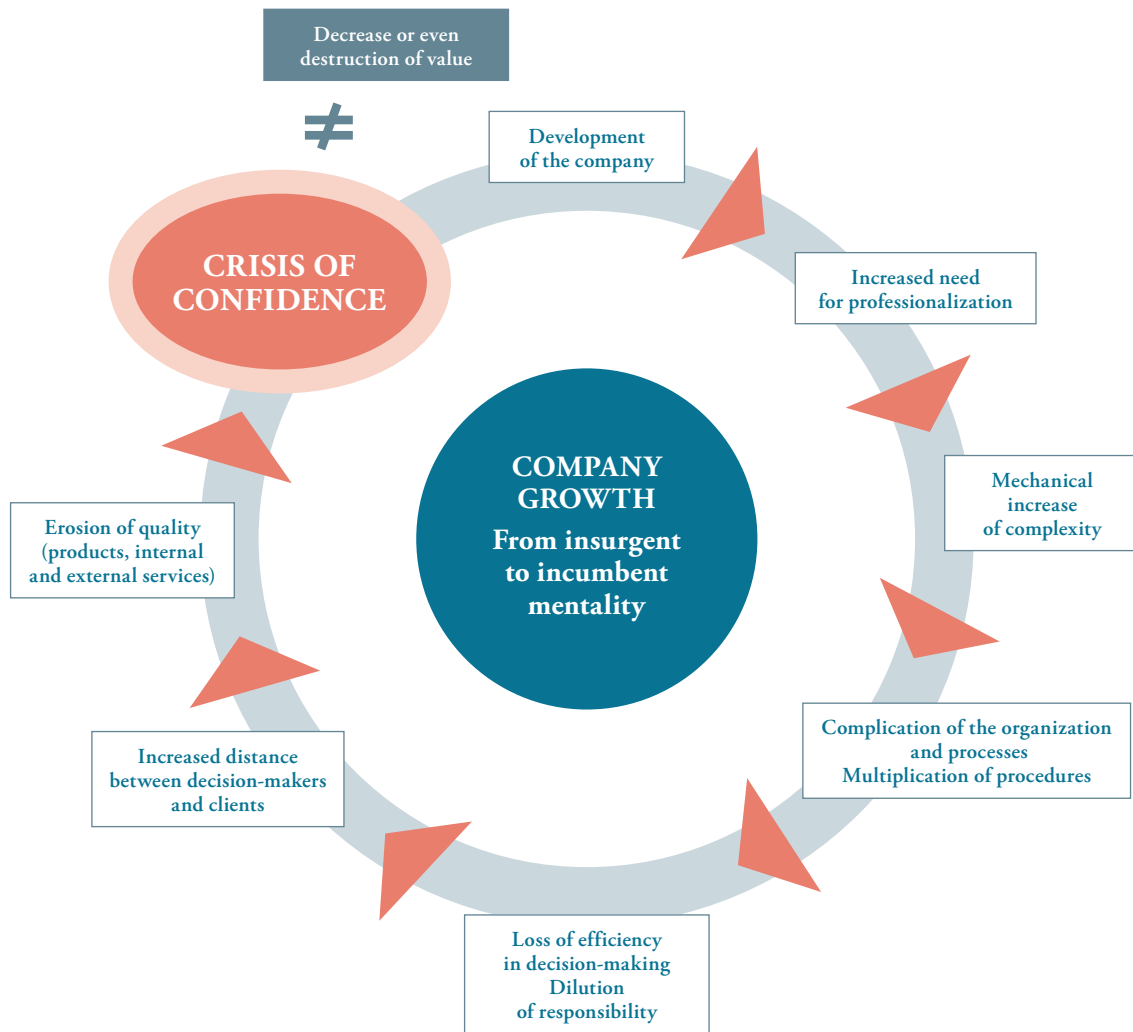 Decrease or even
destruction of value
≠
Development
of the company
CRISIS OF
CONFIDENCE
Increased need
for professionalization
COMPANY
GROWTH
From insurgent
to incumbent
mentality
Mechanical
increase
of complexity
Erosion of quality
(products, internal
and external services)
Complication of the organization
and processes
Multiplication of procedures
Increased distance
between decision-makers
and clients
Loss of efficiency
in decision-making
Dilution
of responsibility